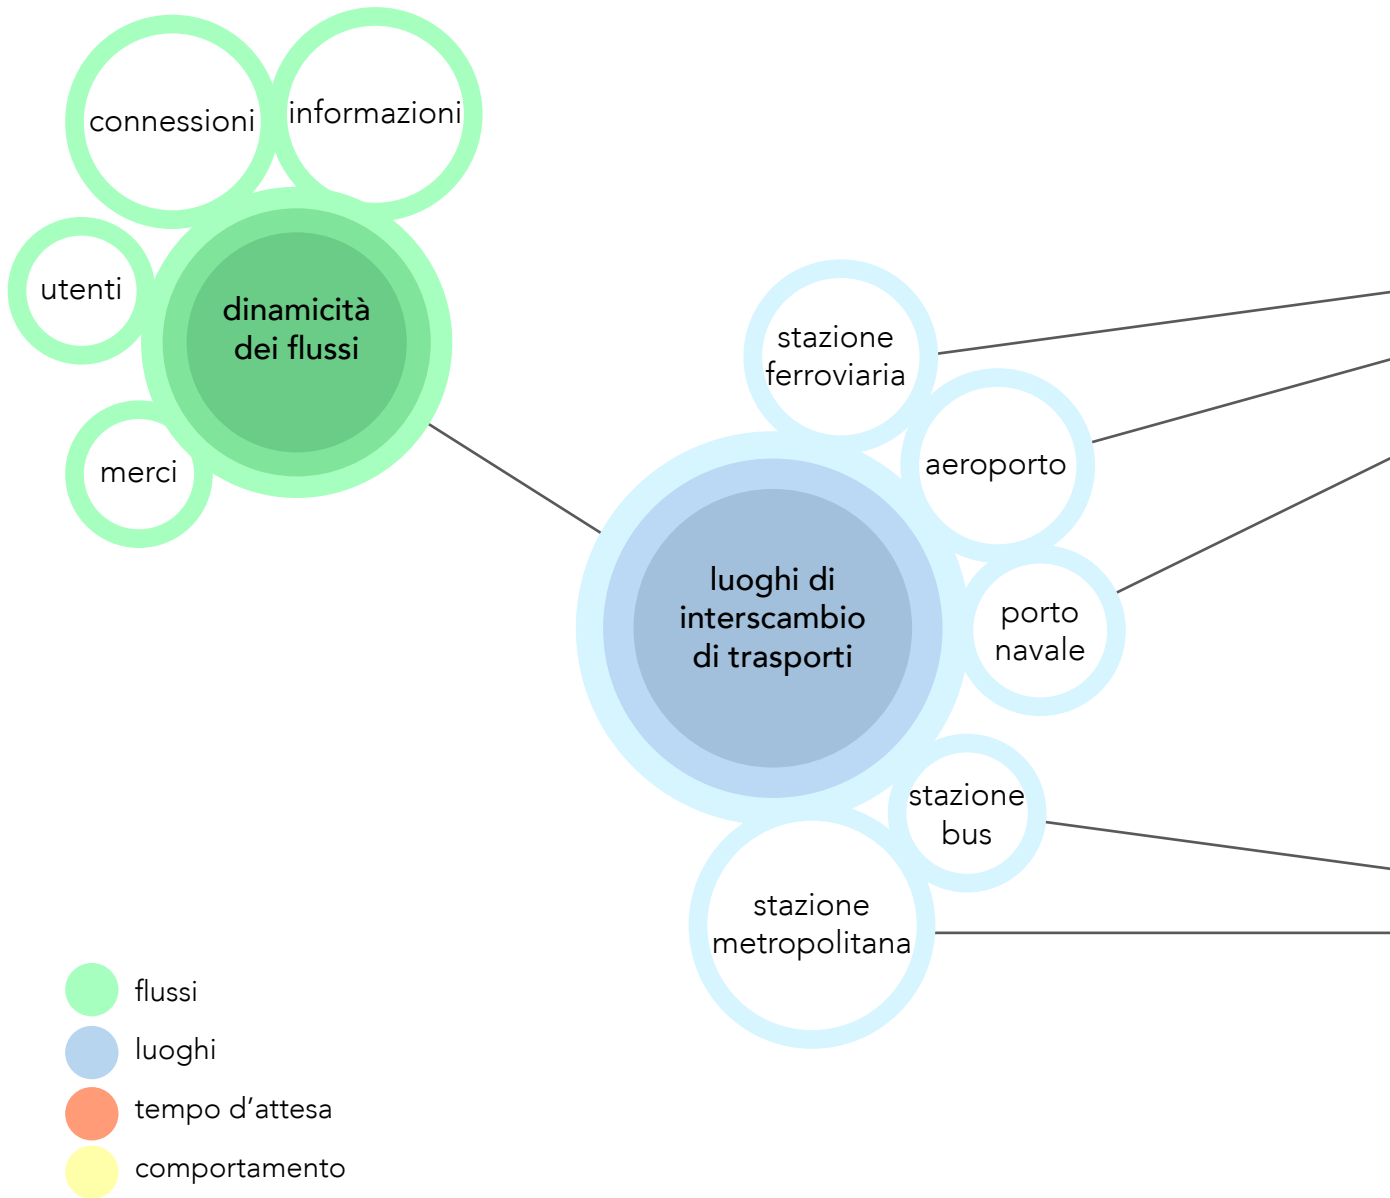 connessioni
informazioni
utenti
dinamicità
dei flussi
merci
stazione
ferroviaria
aeroporto
luoghi di
interscambio
di trasporti
porto
navale
stazione
bus
stazione
metropolitana
flussi
luoghi
tempo d’attesa
comportamento